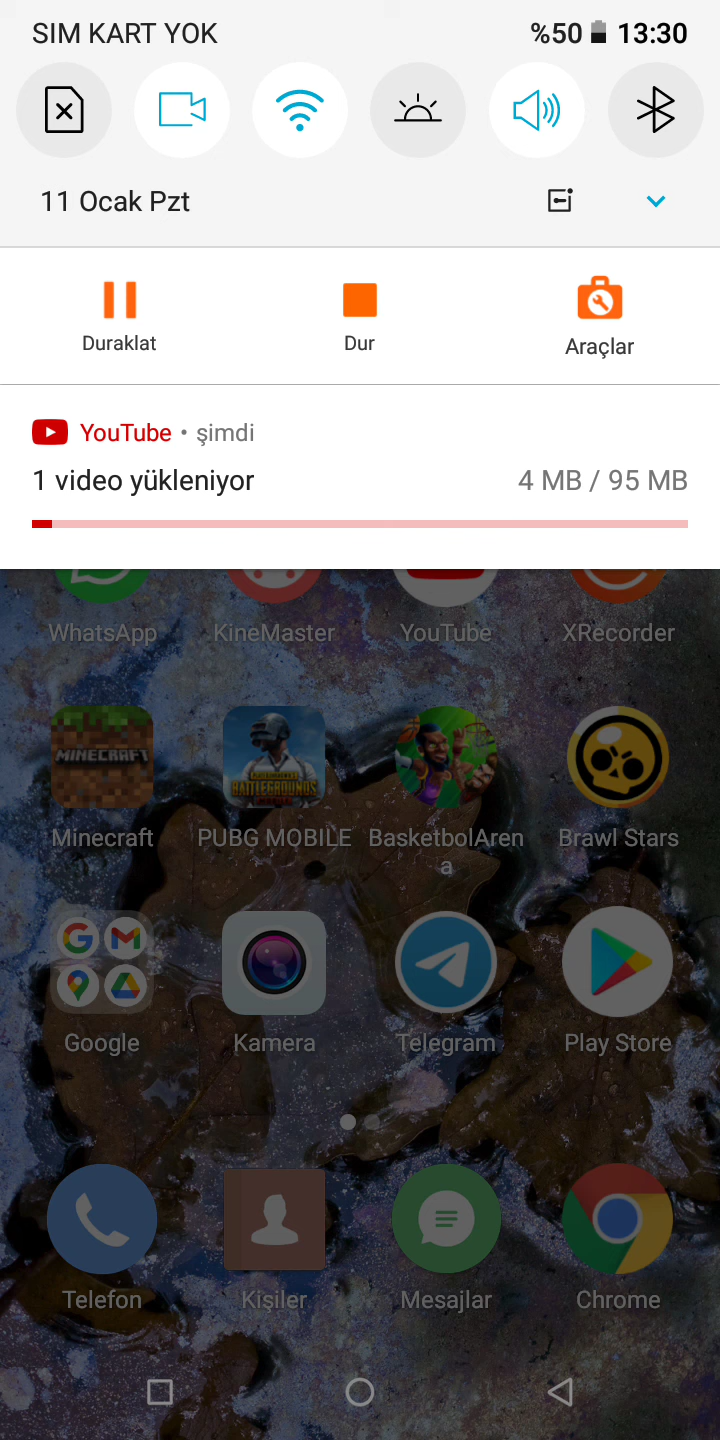 SIM KART YOK %50 13:30
11 Ocak Pzt
Duraklat Dur Araçlar
YouTube • şimdi
1 video yükleniyor 4 MB / 95 MB
WhatsApp KineMaster YouTube XRecorder
MINECRAFT BATTLEGROUNDS
Minecraft PUBG MOBILE BasketbolAren
a Brawl Stars
Google Kamera Telegram Play Store
Telefon Kişiler Mesajlar Chrome